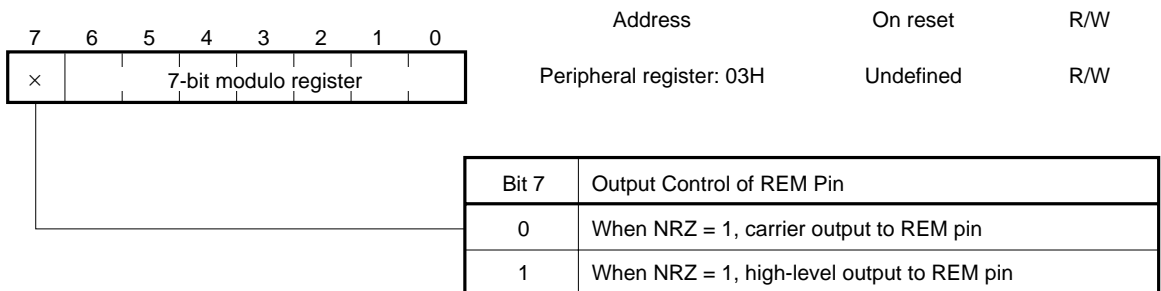 Address On reset R/W
7 6 5 4 3 2 1 0
× 7-bit modulo register Peripheral register: 03H Undefined R/W
Bit 7 Output Control of REM Pin
0 When NRZ = 1, carrier output to REM pin
1 When NRZ = 1, high-level output to REM pin